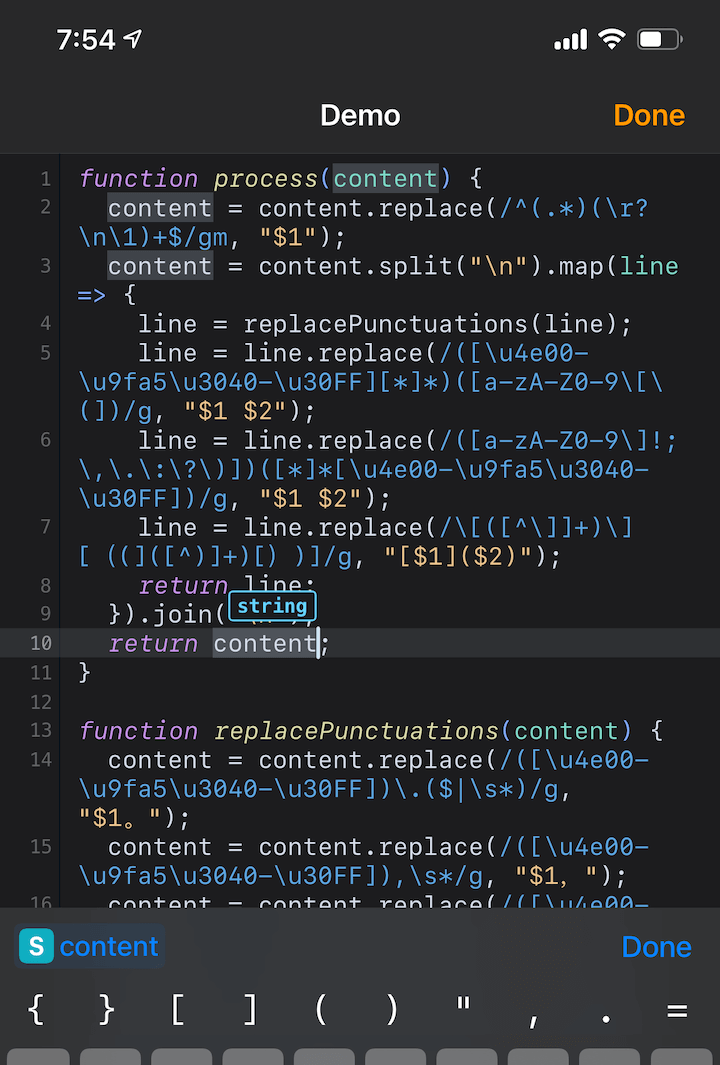 7:54
Demo
Done
1 function process(content) {
2 content = content.replace(/^(.*)(\r?
\n\1)+$/gm, "$1");
3 content = content.split("\n").map(line
=> {
4 line = replacePunctuations(line);
5 line = line.replace(/([\u4e00-
\u9fa5\u3040-\u30FF][*]*)([a-zA-Z0-9\[\
(])/g, "$1 $2");
6 line = line.replace(/([a-zA-Z0-9\]!;
\,\.\:\?\)])([*]*[\u4e00-\u9fa5\u3040-
\u30FF])/g, "$1 $2");
7 line = line.replace(/\[([^\]]+)\]
[ ((]([^)]+)[) )]/g, "[$1]($2)");
8 return line;
string
9 }).join(
10 return content;
11 }
12
13 function replacePunctuations(content) {
14 content = content.replace(/([\u4e00-
\u9fa5\u3040-\u30FF])\.($|\s*)/g,
"$1。");
15 content = content.replace(/([\u4e00-
\u9fa5\u3040-\u30FF]),\s*/g, "$1，");
16 content = content.replace(/([\u4e00-
S content
Done
{ } [ ] ( ) " , . =